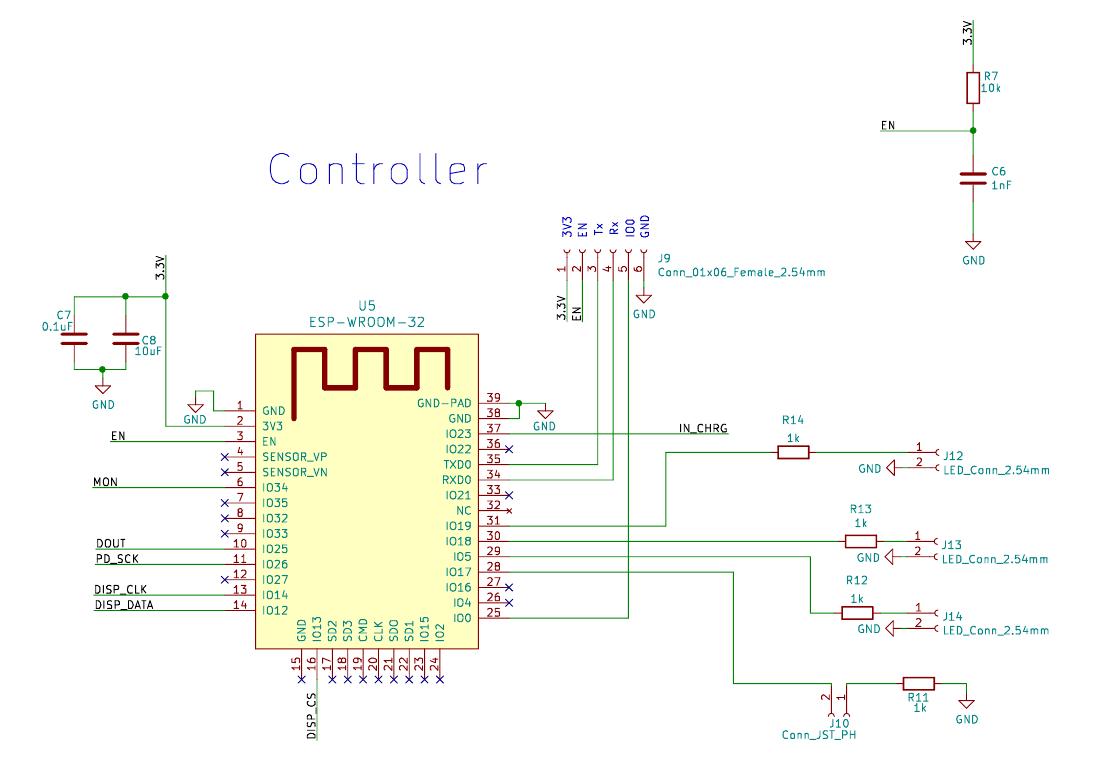 3.3V
R7
10k
EN
C6
1nF
GND
Controller
3V3
EN
Tx
Rx
IO0
GND
1
2
3
4
5
6
J9
Conn_01x06_Female_2.54mm
3.3V
EN
GND
3.3V
C7
0.1uF
C8
10uF
GND
U5
ESP-WROOM-32
GND
1 GND
2 3V3
EN 3 EN
4 SENSOR_VP
5 SENSOR_VN
MON 6 IO34
7 IO35
8 IO32
9 IO33
DOUT 10 IO25
PD_SCK 11 IO26
12 IO27
DISP_CLK 13 IO14
DISP_DATA 14 IO12
GND
IO13
SD2
SD3
CMD
CLK
SD0
SD1
IO15
IO2
15
16
17
18
19
20
21
22
23
24
DISP_CS
GND-PAD 39
GND 38
GND
IO23 37 IN_CHRG
IO22 36
TXD0 35
RXD0 34
IO21 33
NC 32
IO19 31
IO18 30
IO5 29
IO17 28
IO16 27
IO4 26
IO0 25
R14
1k
1
GND 2
J12
LED_Conn_2.54mm
R13
1k
1
GND 2
J13
LED_Conn_2.54mm
R12
1k
1
GND 2
J14
LED_Conn_2.54mm
2
1
J10
Conn_JST_PH
R11
1k
GND